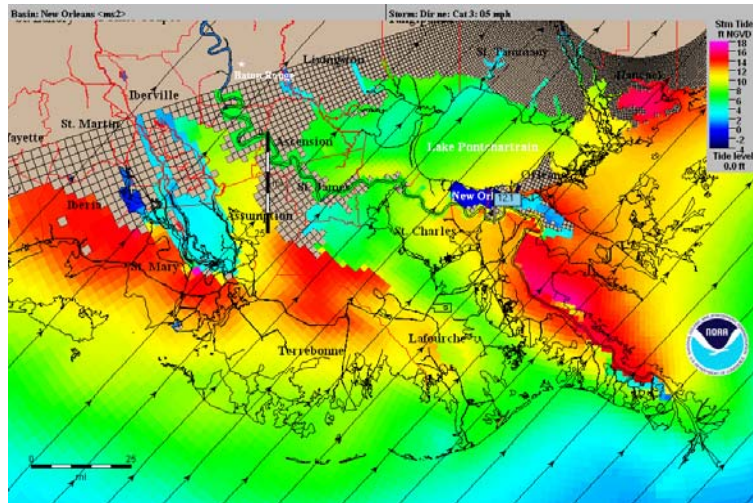 Basin: New Orleans <ms2>
Storm: Dir ne Cat 3: 05 mph
Stm Tide
ft NGVD
18
16
14
12
10
8
6
4
2
0
-2
-4
Tide level
0.0 ft
Livingston
St. Tammany
Hancock
Baton Rouge
Iberville
St. Martin
Ascension
Lake Pontchartrain
Orleans
St. James
New Orl
121
Iberia
Assumption
25
St. Charles
St. Mary
Lafourche
Terrebonne
NOAA
0
25
mi